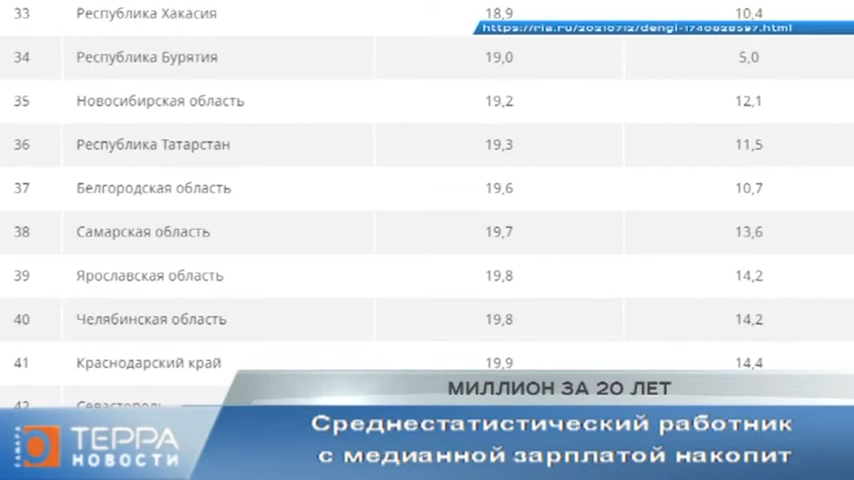 33 Республика Хакасия 18,9 10,4
https://ria.ru/20210712/dengi-1740828597.html
34 Республика Бурятия 19,0 5,0
35 Новосибирская область 19,2 12,1
36 Республика Татарстан 19,3 11,5
37 Белгородская область 19,6 10,7
38 Самарская область 19,7 13,6
39 Ярославская область 19,8 14,2
40 Челябинская область 19,8 14,2
41 Краснодарский край 19,9 14,4
42 Севастополь
МИЛЛИОН ЗА 20 ЛЕТ
Среднестатистический работник
с медианной зарплатой накопит
САМАРА
ТЕРРА
НОВОСТИ